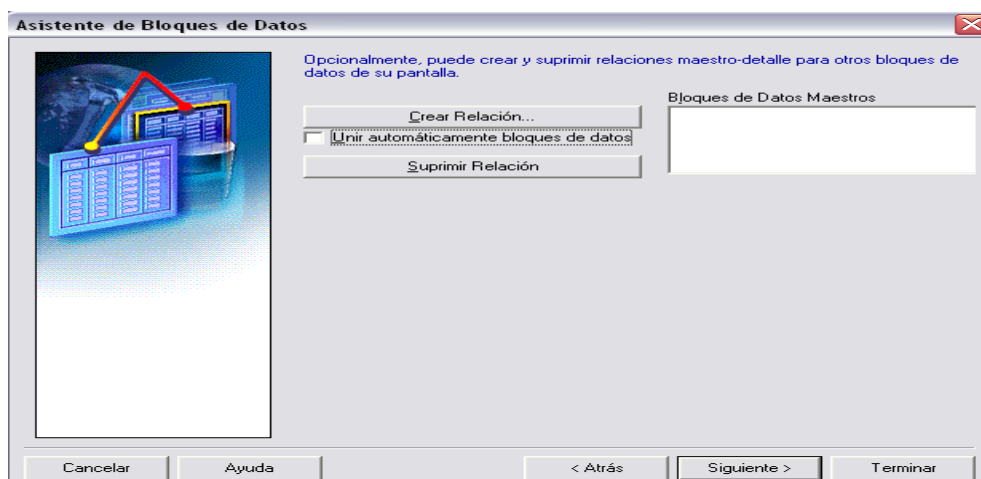 Asistente de Bloques de Datos
Opcionalmente, puede crear y suprimir relaciones maestro-detalle para otros bloques de
datos de su pantalla.
Crear Relación...
Unir automáticamente bloques de datos
Suprimir Relación
Bloques de Datos Maestros
Cancelar
Ayuda
< Atrás
Siguiente >
Terminar